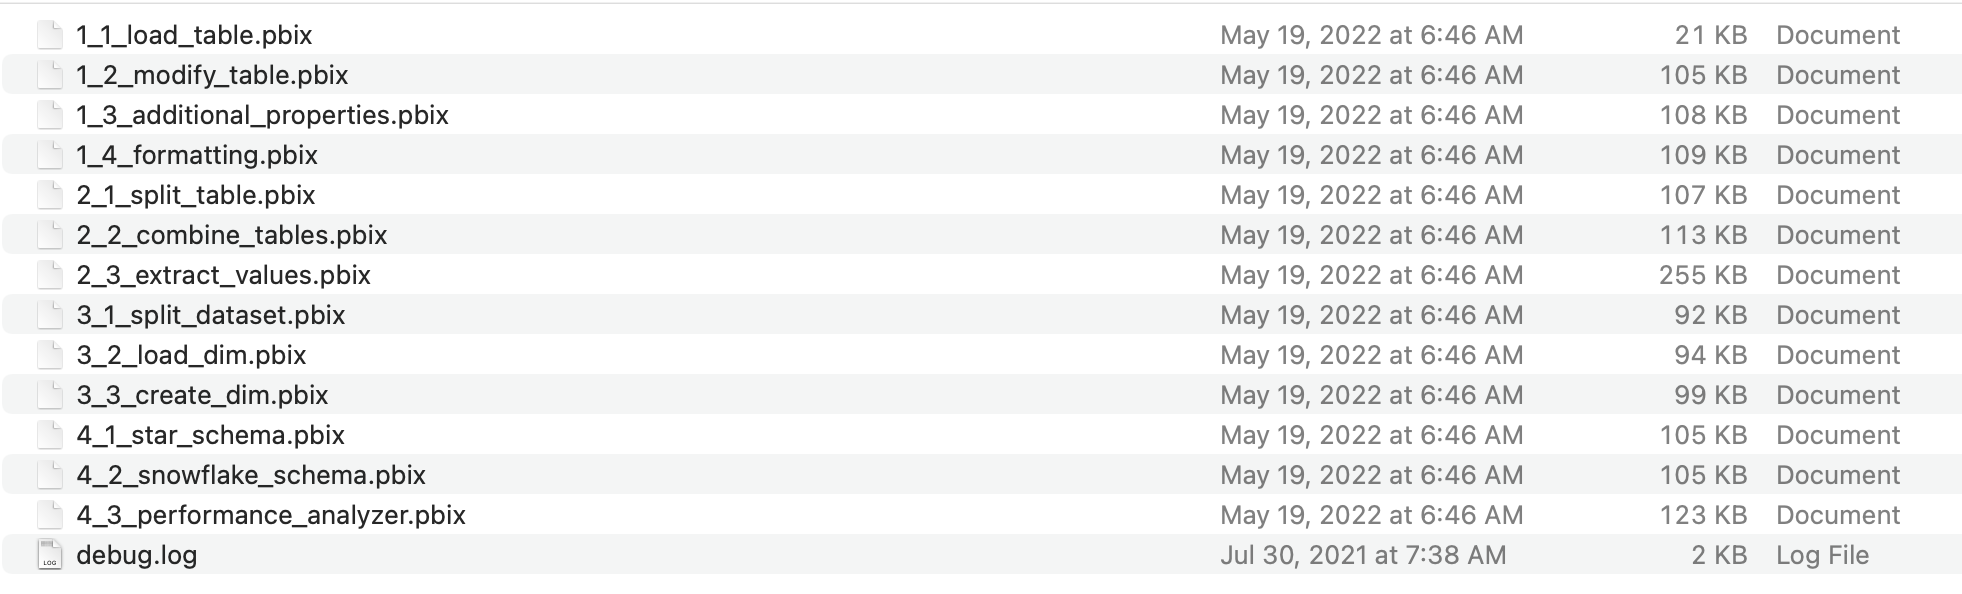 1_1_load_table.pbix May 19, 2022 at 6:46 AM 21 KB Document
1_2_modify_table.pbix May 19, 2022 at 6:46 AM 105 KB Document
1_3_additional_properties.pbix May 19, 2022 at 6:46 AM 108 KB Document
1_4_formatting.pbix May 19, 2022 at 6:46 AM 109 KB Document
2_1_split_table.pbix May 19, 2022 at 6:46 AM 107 KB Document
2_2_combine_tables.pbix May 19, 2022 at 6:46 AM 113 KB Document
2_3_extract_values.pbix May 19, 2022 at 6:46 AM 255 KB Document
3_1_split_dataset.pbix May 19, 2022 at 6:46 AM 92 KB Document
3_2_load_dim.pbix May 19, 2022 at 6:46 AM 94 KB Document
3_3_create_dim.pbix May 19, 2022 at 6:46 AM 99 KB Document
4_1_star_schema.pbix May 19, 2022 at 6:46 AM 105 KB Document
4_2_snowflake_schema.pbix May 19, 2022 at 6:46 AM 105 KB Document
4_3_performance_analyzer.pbix May 19, 2022 at 6:46 AM 123 KB Document
LOG debug.log Jul 30, 2021 at 7:38 AM 2 KB Log File